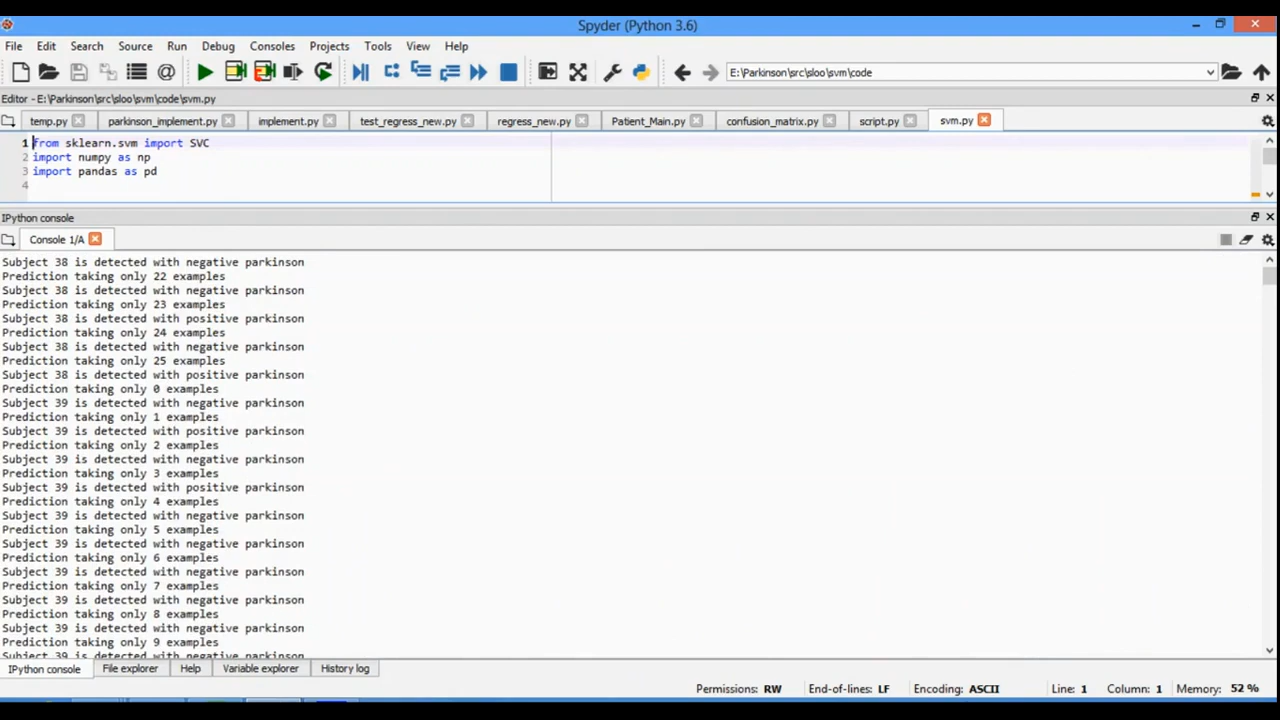 Spyder (Python 3.6)
File Edit Search Source Run Debug Consoles Projects Tools View Help
E:\Parkinson\src\sloo\svm\code
Editor - E:\Parkinson\src\sloo\svm\code\svm.py
temp.py parkinson_implement.py implement.py test_regress_new.py regress_new.py Patient_Main.py confusion_matrix.py script.py svm.py
1 from sklearn.svm import SVC
2 import numpy as np
3 import pandas as pd
4
IPython console
Console 1/A
Subject 38 is detected with negative parkinson
Prediction taking only 22 examples
Subject 38 is detected with negative parkinson
Prediction taking only 23 examples
Subject 38 is detected with positive parkinson
Prediction taking only 24 examples
Subject 38 is detected with negative parkinson
Prediction taking only 25 examples
Subject 38 is detected with positive parkinson
Prediction taking only 0 examples
Subject 39 is detected with negative parkinson
Prediction taking only 1 examples
Subject 39 is detected with positive parkinson
Prediction taking only 2 examples
Subject 39 is detected with negative parkinson
Prediction taking only 3 examples
Subject 39 is detected with positive parkinson
Prediction taking only 4 examples
Subject 39 is detected with negative parkinson
Prediction taking only 5 examples
Subject 39 is detected with negative parkinson
Prediction taking only 6 examples
Subject 39 is detected with negative parkinson
Prediction taking only 7 examples
Subject 39 is detected with negative parkinson
Prediction taking only 8 examples
Subject 39 is detected with negative parkinson
Prediction taking only 9 examples
Subject 39 is detected with negative parkinson
IPython console File explorer Help Variable explorer History log
Permissions: RW End-of-lines: LF Encoding: ASCII Line: 1 Column: 1 Memory: 52 %